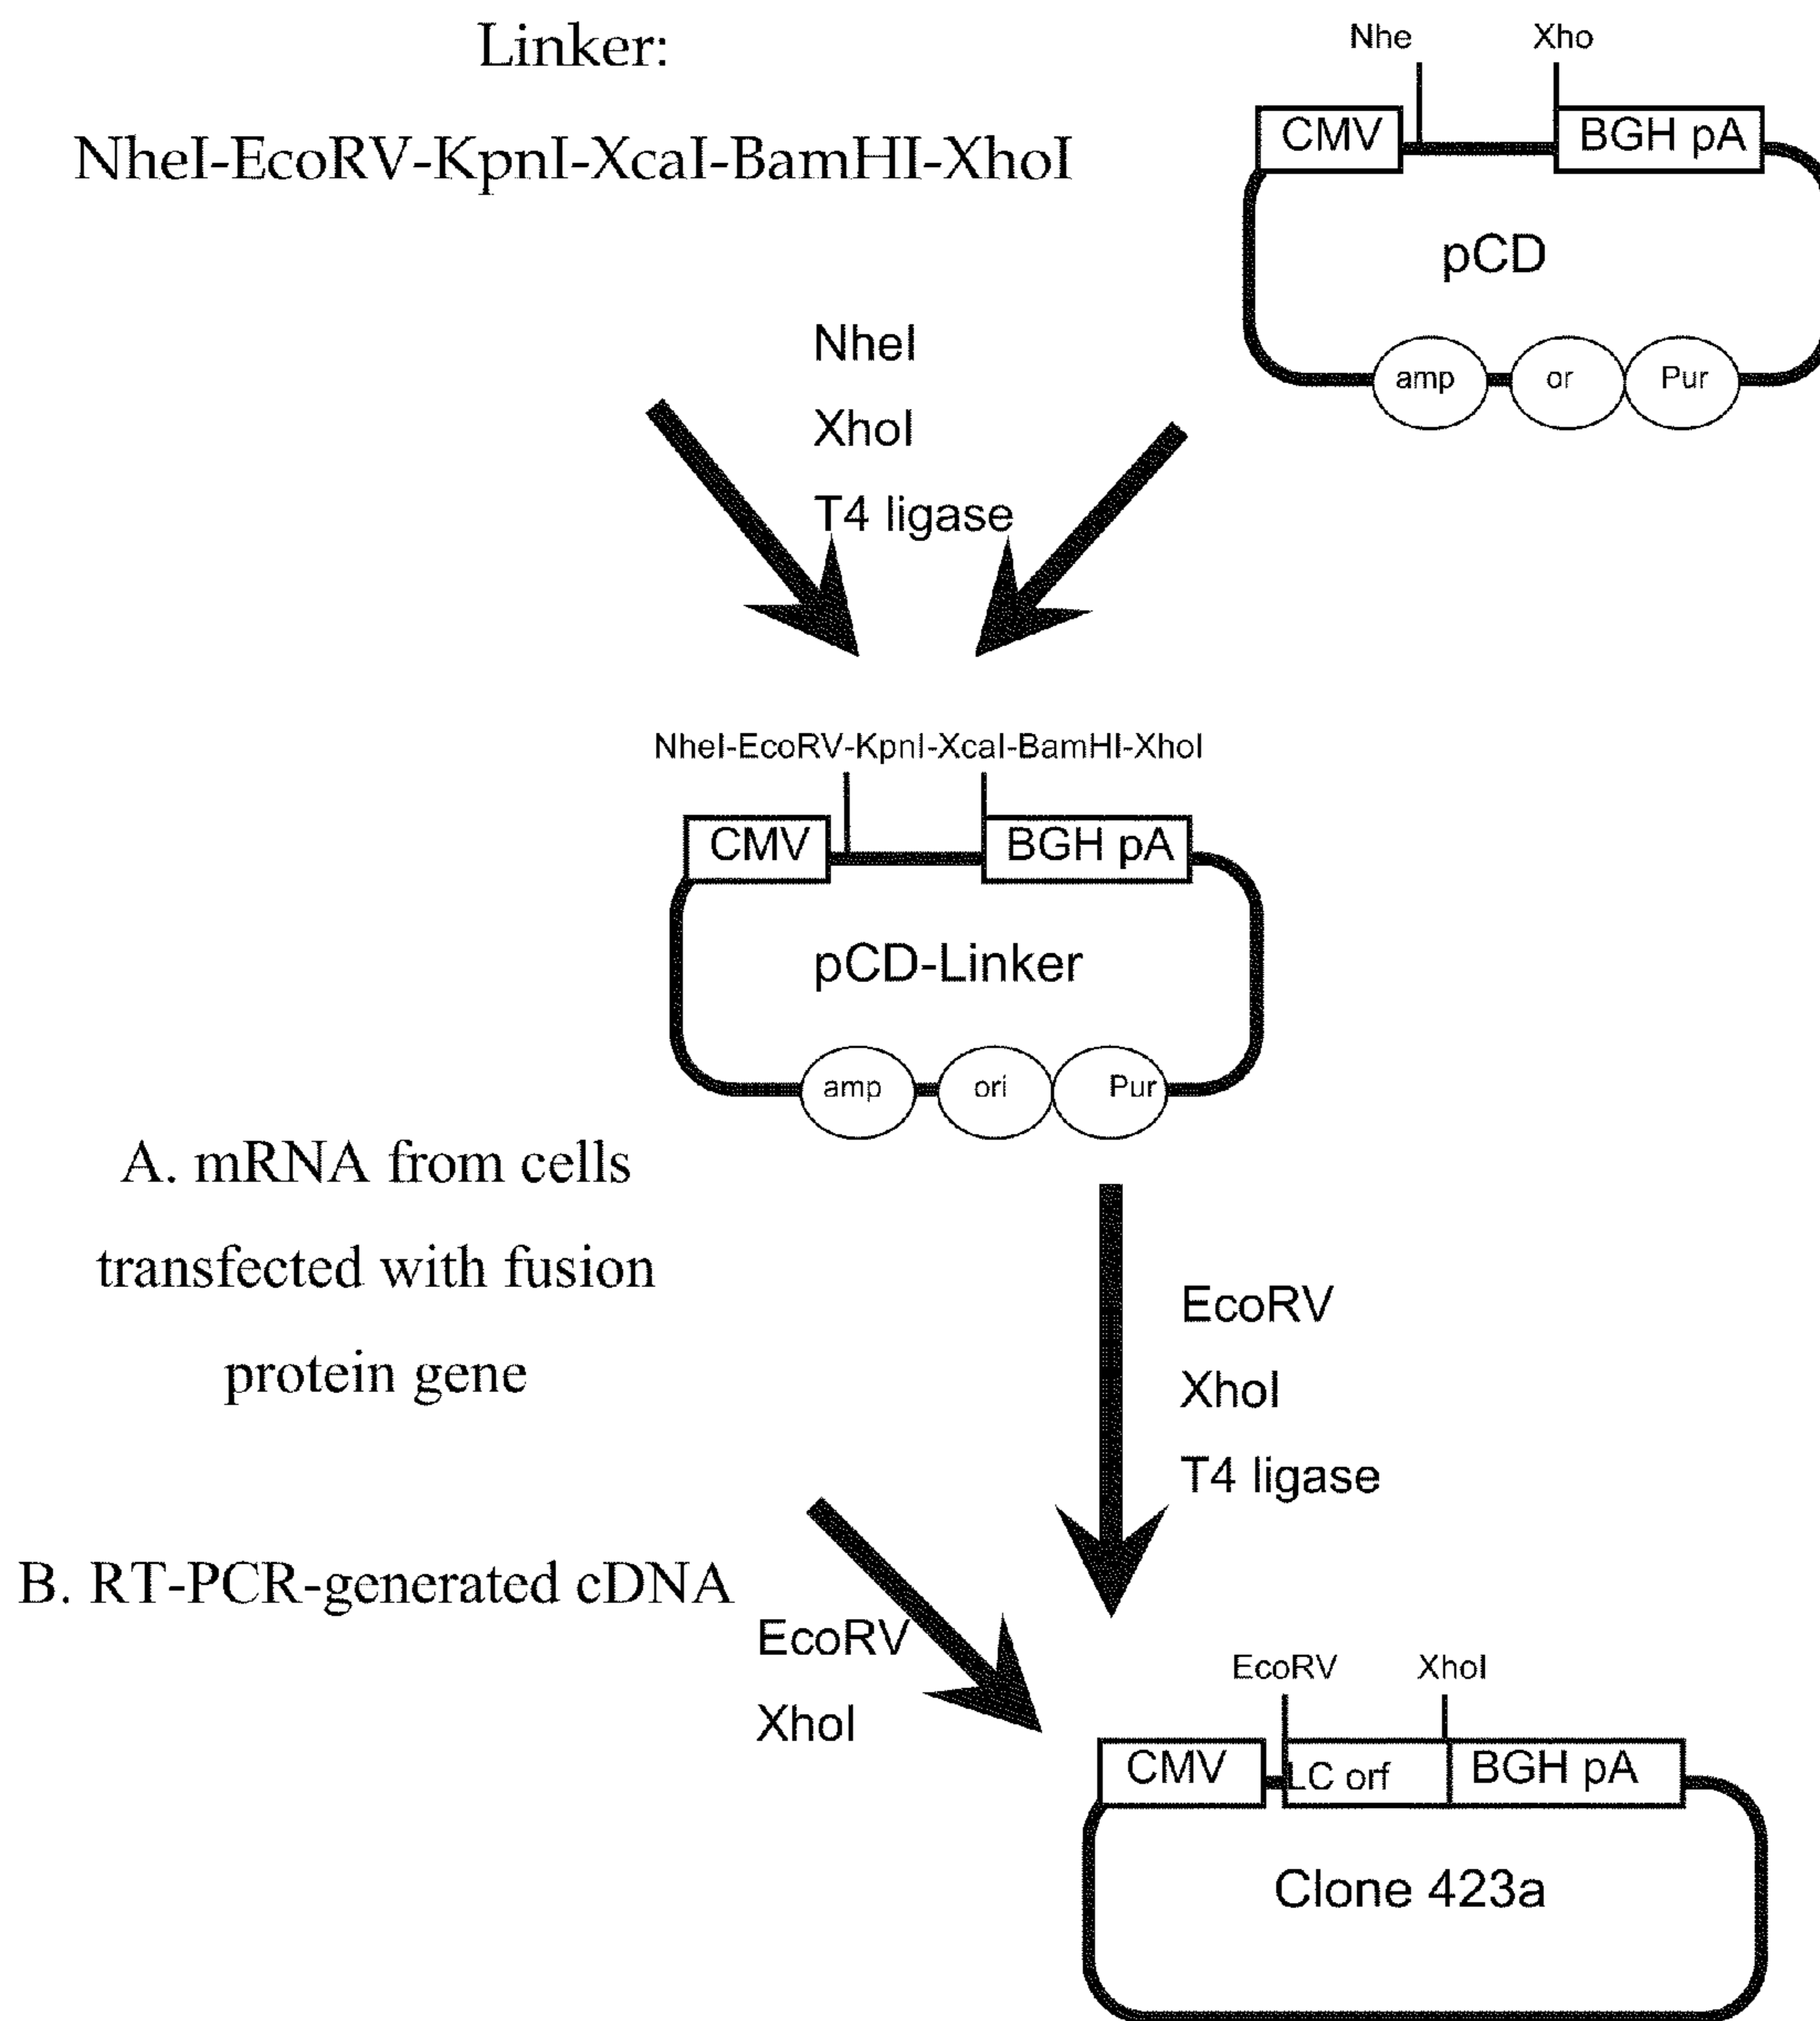 Linker:
NheI-EcoRV-KpnI-XcaI-BamHI-XhoI
Nhe Xho
CMV BGH pA
pCD
amp or Pur
NheI
XhoI
T4 ligase
NheI-EcoRV-KpnI-XcaI-BamHI-XhoI
CMV BGH pA
pCD-Linker
amp ori Pur
A. mRNA from cells
transfected with fusion
protein gene
EcoRV
XhoI
T4 ligase
B. RT-PCR-generated cDNA
EcoRV
XhoI
EcoRV XhoI
CMV LC orf BGH pA
Clone 423a